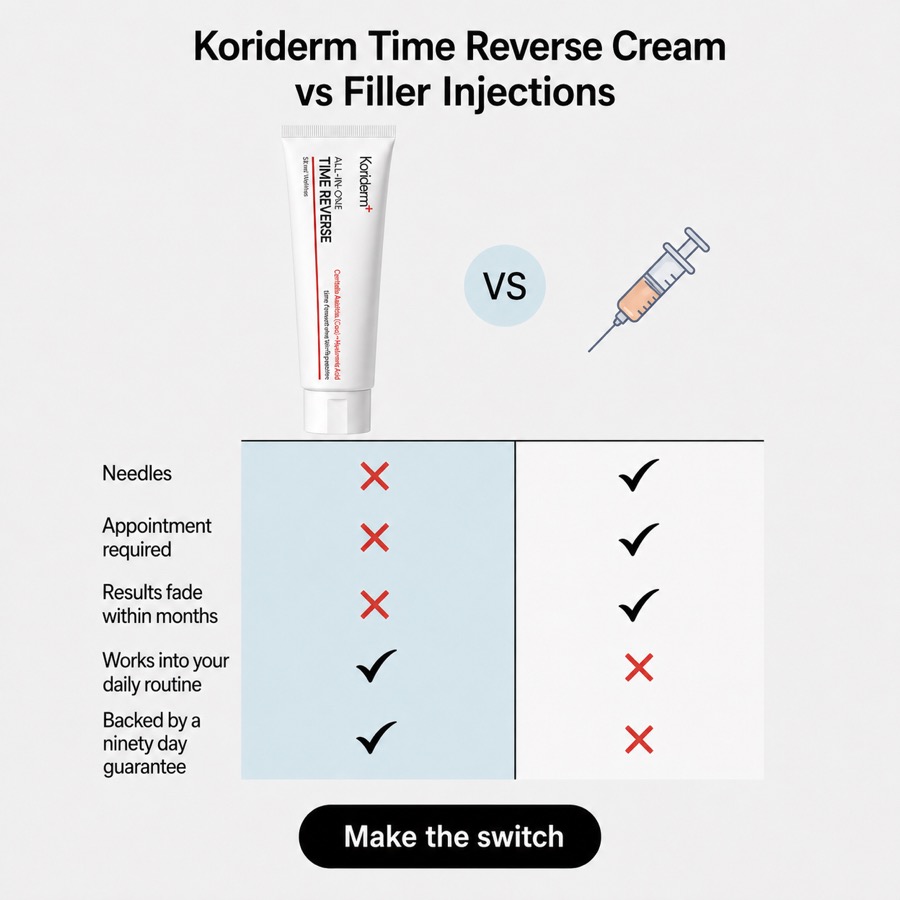 Koriderm Time Reverse Cream
vs Filler Injections
Koriderm+
ALL-IN-ONE
TIME REVERSE
VS
Needles
Appointment
required
Results fade
within months
Works into your
daily routine
Backed by a
ninety day
guarantee
Make the switch